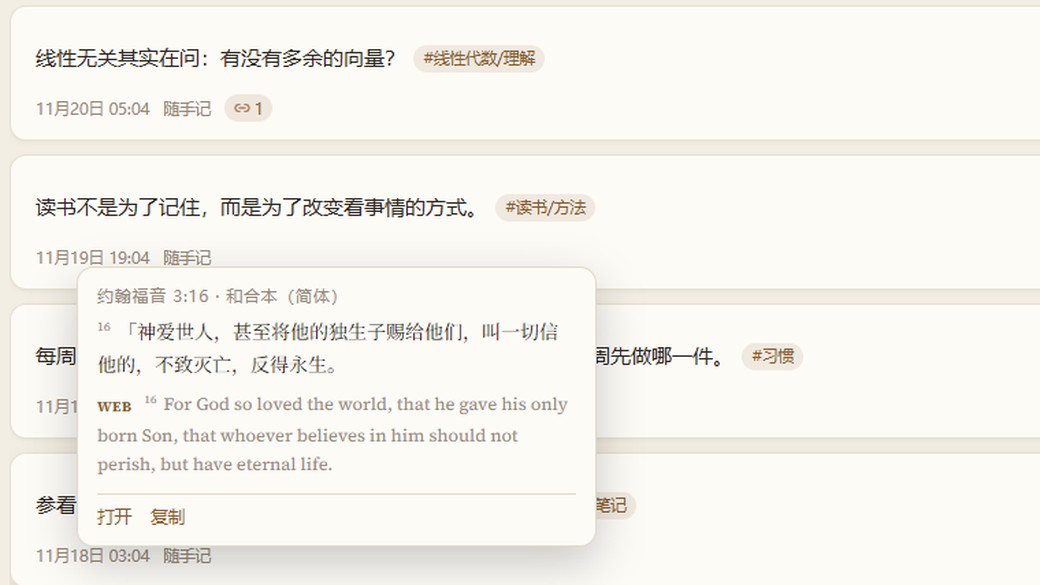 线性无关其实在问：有没有多余的向量？ #线性代数/理解
11月20日 05:04 随手记 1
读书不是为了记住，而是为了改变看事情的方式。 #读书/方法
11月19日 19:04 随手记
约翰福音 3:16 · 和合本（简体）
16 「神爱世人，甚至将他的独生子赐给他们，叫一切信
他的，不致灭亡，反得永生。
WEB 16 For God so loved the world, that he gave his only
born Son, that whoever believes in him should not
perish, but have eternal life.
打开 复制
每周
周先做哪一件。 #习惯
11月1
参看
笔记
11月18日 03:04 随手记